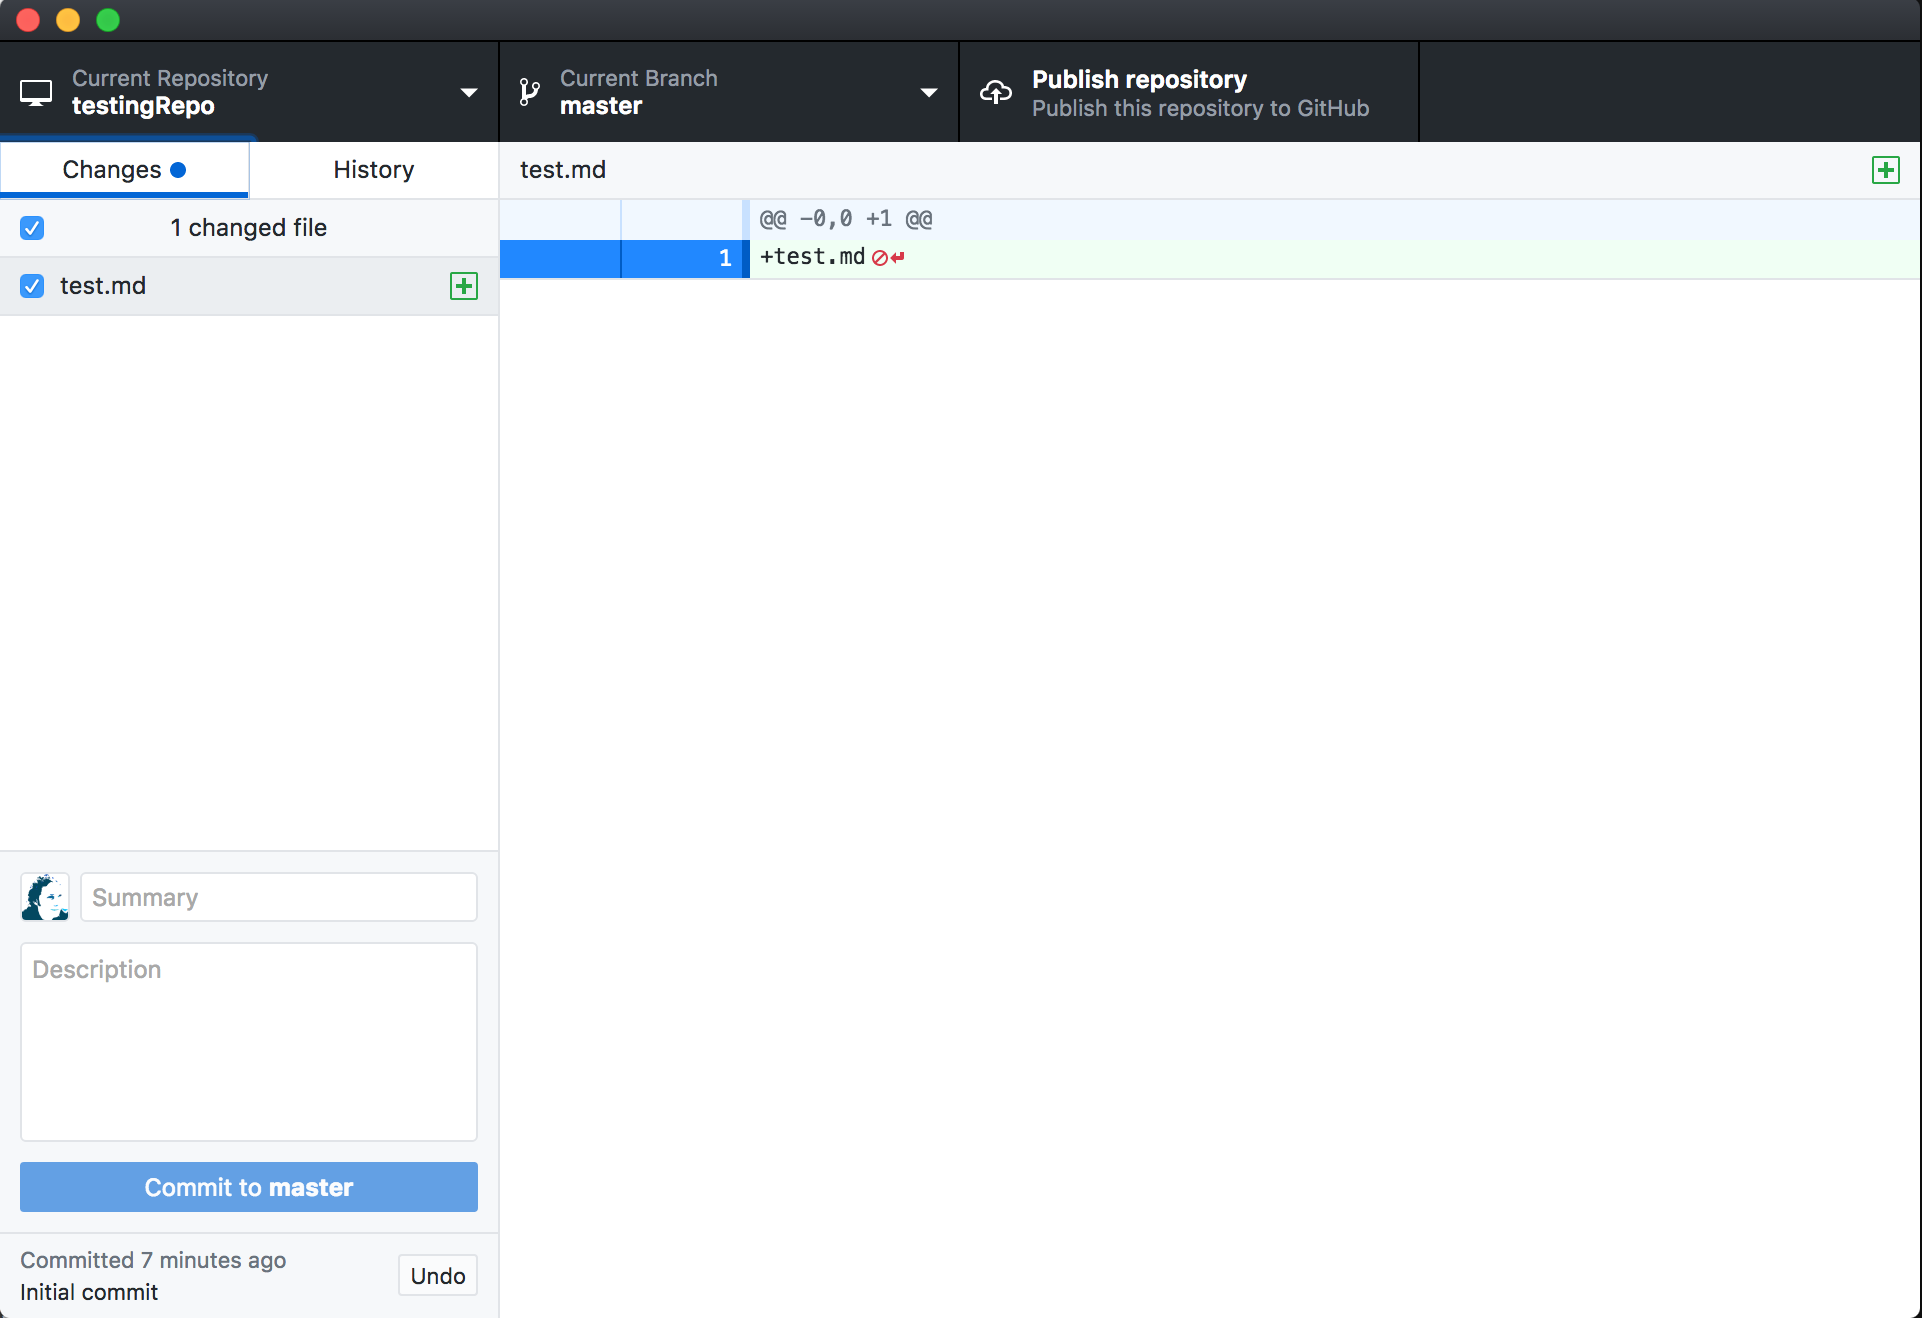 Current Repository
testingRepo
Current Branch
master
Publish repository
Publish this repository to GitHub
Changes
History
test.md
1 changed file
@@ -0,0 +1 @@
test.md
1 +test.md
Summary
Description
Commit to master
Committed 7 minutes ago
Initial commit
Undo